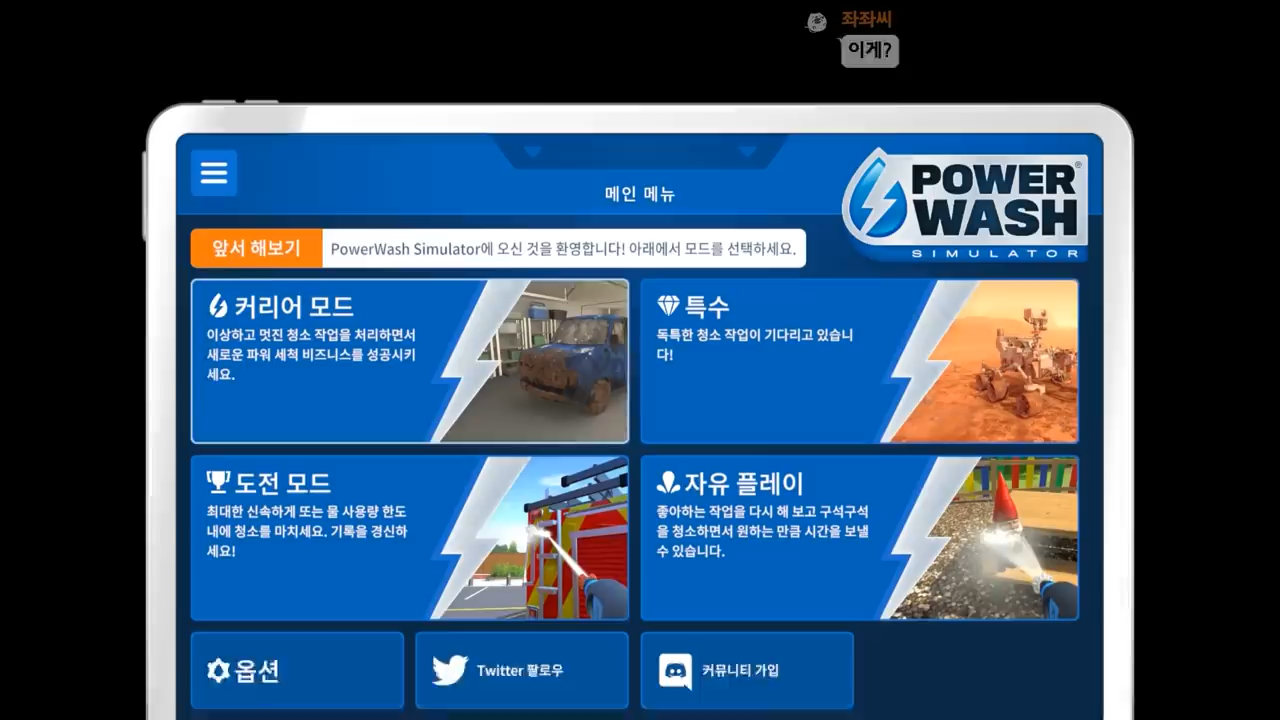 좌좌씨
이게?
메인 메뉴
POWER
WASH
SIMULATOR
앞서 해보기
PowerWash Simulator에 오신 것을 환영합니다! 아래에서 모드를 선택하세요.
커리어 모드
이상하고 멋진 청소 작업을 처리하면서
새로운 파워 세척 비즈니스를 성공시키
세요.
특수
독특한 청소 작업이 기다리고 있습니
다!
도전 모드
최대한 신속하게 또는 물 사용량 한도
내에 청소를 마치세요. 기록을 경신하
세요!
자유 플레이
좋아하는 작업을 다시 해 보고 구석구석
을 청소하면서 원하는 만큼 시간을 보낼
수 있습니다.
옵션
Twitter 팔로우
커뮤니티 가입